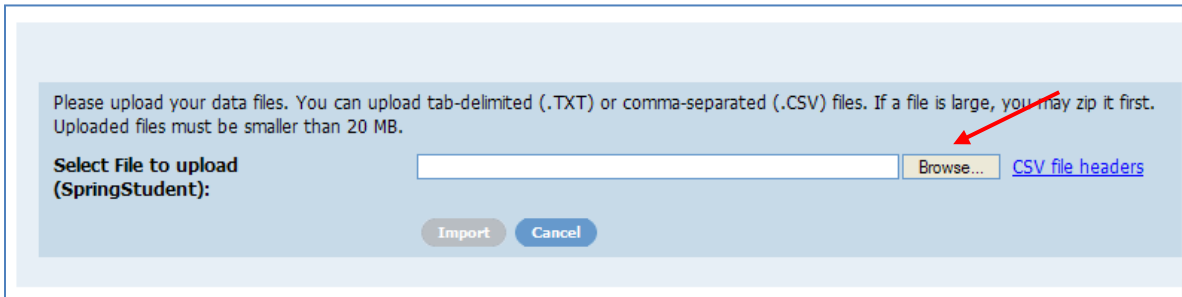 Please upload your data files. You can upload tab-delimited (.TXT) or comma-separated (.CSV) files. If a file is large, you may zip it first.
Uploaded files must be smaller than 20 MB.
Select File to upload
(SpringStudent):
Browse... CSV file headers
Import Cancel